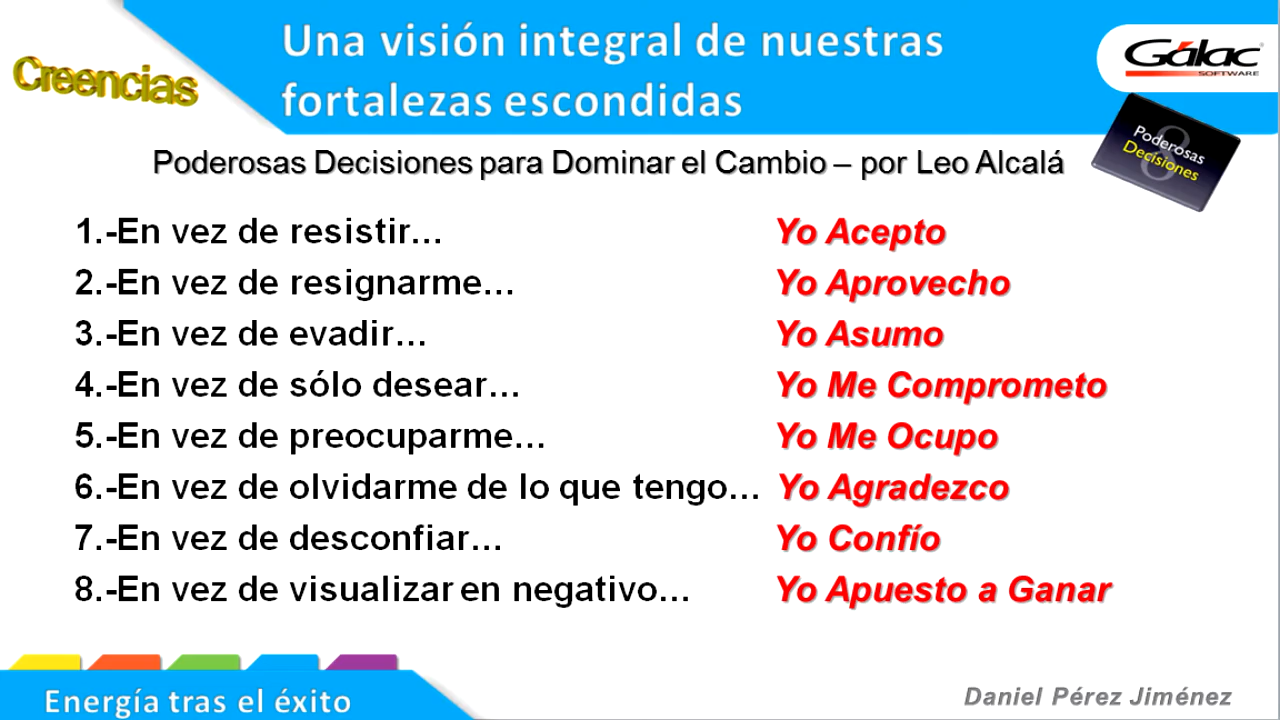 Creencias
Una visión integral de nuestras
fortalezas escondidas
Gálac
SOFTWARE
8
Poderosas
Decisiones
Poderosas Decisiones para Dominar el Cambio – por Leo Alcalá
1.-En vez de resistir... Yo Acepto
2.-En vez de resignarme... Yo Aprovecho
3.-En vez de evadir... Yo Asumo
4.-En vez de sólo desear... Yo Me Comprometo
5.-En vez de preocuparme... Yo Me Ocupo
6.-En vez de olvidarme de lo que tengo... Yo Agradezco
7.-En vez de desconfiar... Yo Confío
8.-En vez de visualizar en negativo... Yo Apuesto a Ganar
Energía tras el éxito
Daniel Pérez Jiménez